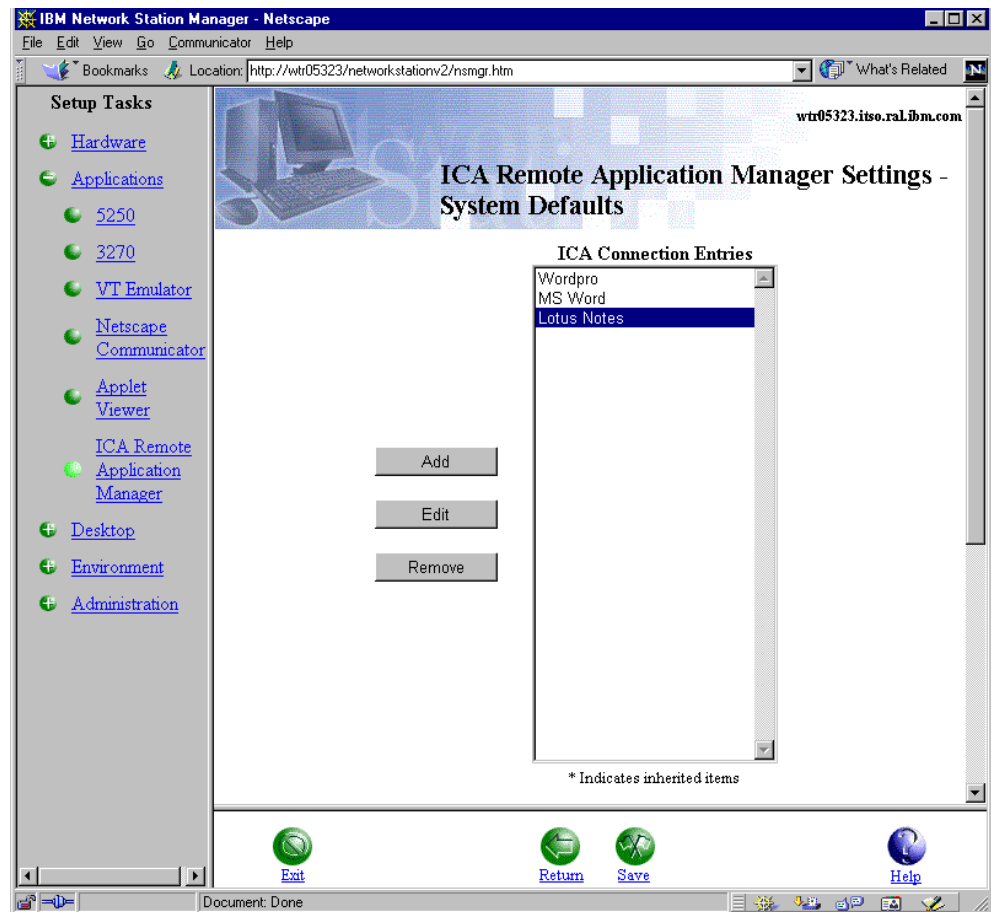 IBM Network Station Manager - Netscape
File Edit View Go Communicator Help
Bookmarks Location: http://wtr05323/networkstationv2/nsmgr.htm What's Related N
Setup Tasks
Hardware
Applications
5250
3270
VT Emulator
Netscape
Communicator
Applet
Viewer
ICA Remote
Application
Manager
Desktop
Environment
Administration
wtr05323.itso.ral.ibm.com
ICA Remote Application Manager Settings -
System Defaults
ICA Connection Entries
Wordpro
MS Word
Lotus Notes
Add
Edit
Remove
* Indicates inherited items
Exit
Return
Save
Help
Document: Done